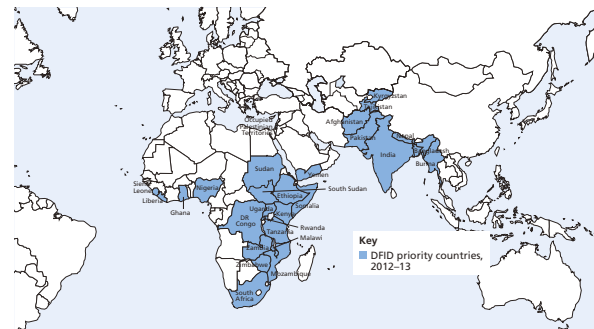 Kyrgyzstan
Tajikistan
Afghanistan
Occupied
Palestinian
Territories
Pakistan
Nepal
Bangladesh
India
Burma
Sudan
Yemen
Sierra
Leone
Nigeria
South Sudan
Liberia
Ethiopia
Ghana
Somalia
Uganda
Kenya
DR
Congo
Rwanda
Tanzania
Malawi
Zambia
Zimbabwe
Mozambique
South
Africa
Key
DFID priority countries,
2012–13